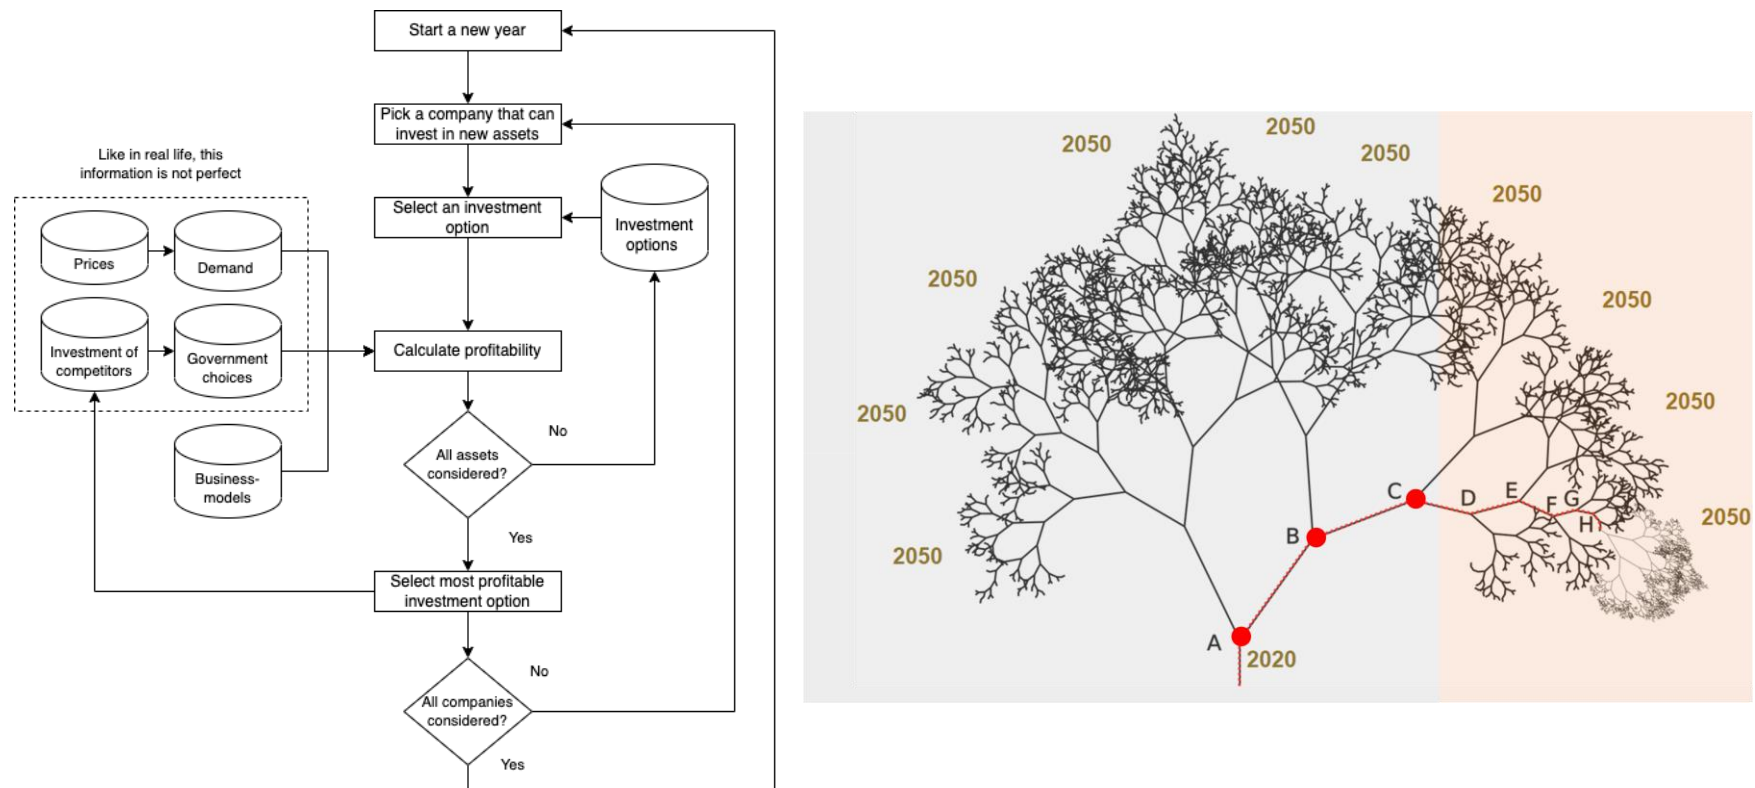 Start a new year
Pick a company that can
invest in new assets
Like in real life, this
information is not perfect
Select an investment
option
Investment
options
Prices
Demand
Investment of
competitors
Government
choices
Calculate profitability
Business-
models
All assets
considered?
No
Yes
Select most profitable
investment option
All companies
considered?
No
Yes
2050
2050
2050
2050
2050
2050
2050
2050
2050
2050
A
B
C
D
E
F
G
H
2020